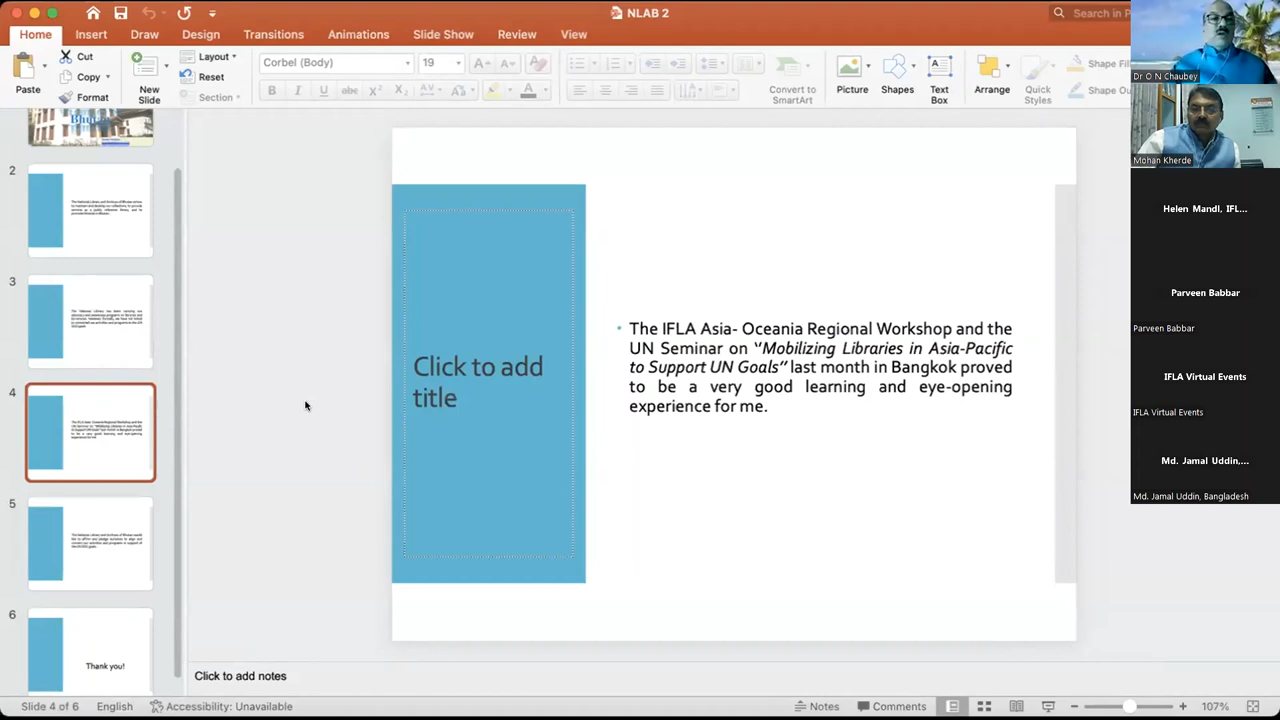 NLAB 2
Search in P
Home Insert Draw Design Transitions Animations Slide Show Review View
Paste
Cut
Copy
Format
New
Slide
Layout
Reset
Section
Corbel (Body)
19
Convert to
SmartArt
Picture
Shapes
Text
Box
Arrange
Quick
Styles
Shape Fil
Shape Ou
Dr O N Chaubey
Mohan Kherde
Helen Mandl, IFL...
Parveen Babbar
Parveen Babbar
IFLA Virtual Events
IFLA Virtual Events
Md. Jamal Uddin,...
Md. Jamal Uddin, Bangladesh
2
3
4
5
6
Thank you!
Click to add
title
• The IFLA Asia- Oceania Regional Workshop and the
UN Seminar on "Mobilizing Libraries in Asia-Pacific
to Support UN Goals" last month in Bangkok proved
to be a very good learning and eye-opening
experience for me.
Click to add notes
Slide 4 of 6 English Accessibility: Unavailable Notes Comments 107%